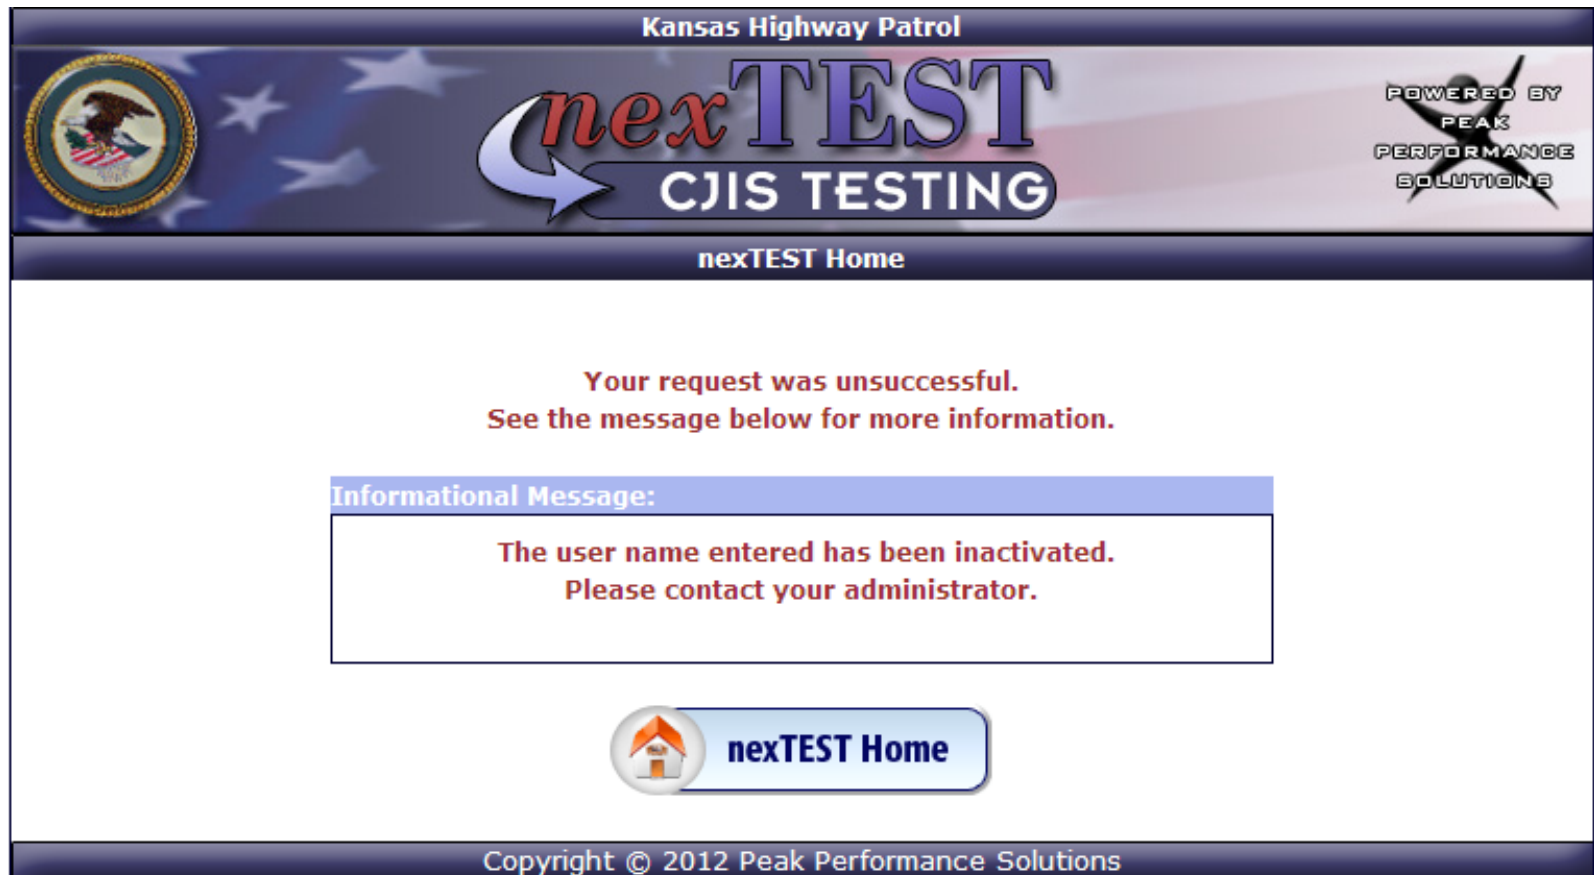 Kansas Highway Patrol
nexTEST
CJIS TESTING
POWERED BY
PEAK
PERFORMANCE
SOLUTIONS
nexTEST Home
Your request was unsuccessful.
See the message below for more information.
Informational Message:
The user name entered has been inactivated.
Please contact your administrator.
nexTEST Home
Copyright © 2012 Peak Performance Solutions